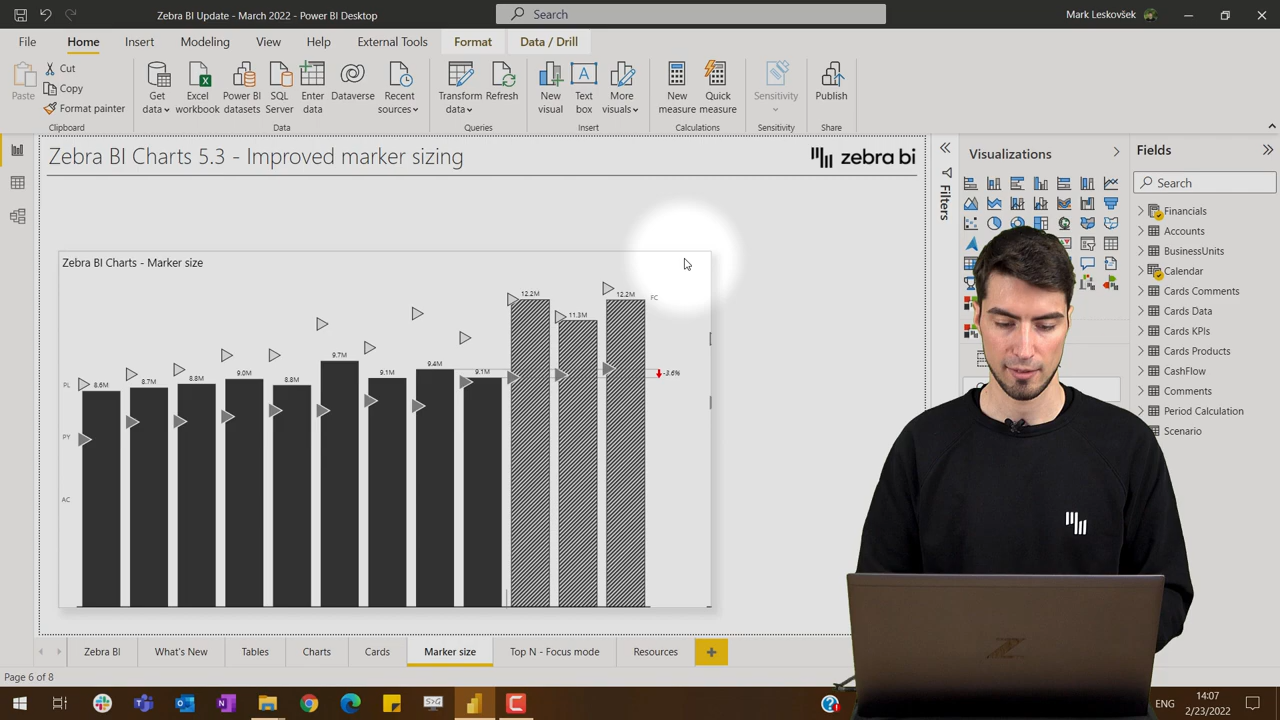 Zebra BI Update - March 2022 - Power BI Desktop
Search
Mark Leskovšek
File
Home
Insert
Modeling
View
Help
External Tools
Format
Data / Drill
Paste
Cut
Copy
Format painter
Clipboard
Get data
Excel workbook
Power BI datasets
SQL Server
Enter data
Dataverse
Recent sources
Data
Transform data
Refresh
Queries
New visual
Text box
More visuals
Insert
New measure
Quick measure
Calculations
Sensitivity
Sensitivity
Publish
Share
Zebra BI Charts 5.3 - Improved marker sizing
zebra bi
Filters
Visualizations
Fields
Search
Financials
Accounts
BusinessUnits
Calendar
Cards Comments
Cards Data
Cards KPIs
Cards Products
CashFlow
Comments
Period Calculation
Scenario
Zebra BI Charts - Marker size
PL
PY
AC
8.6M
8.7M
8.8M
9.0M
8.8M
9.7M
9.1M
9.4M
9.1M
12.2M
11.3M
12.2M
FC
-3.6%
Zebra BI
What's New
Tables
Charts
Cards
Marker size
Top N - Focus mode
Resources
Page 6 of 8
ENG
14:07
2/23/2022